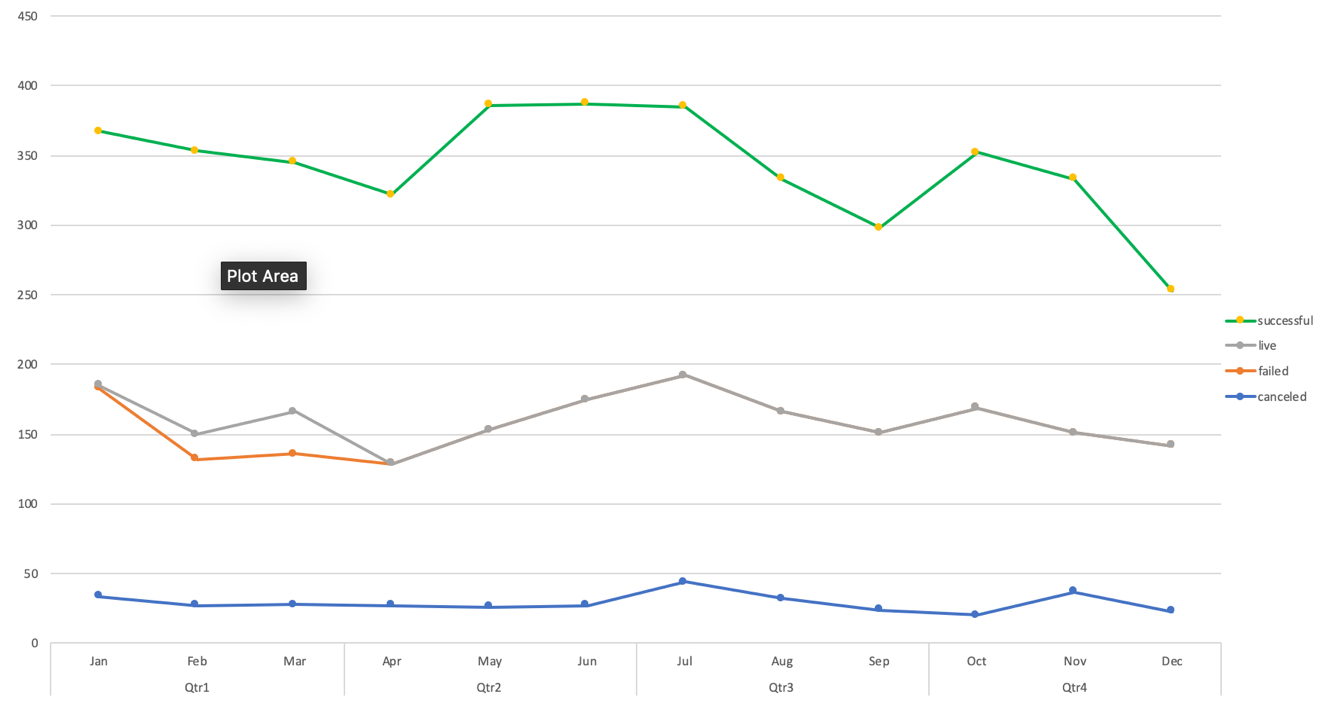 450
400
350
300
250
200
150
100
50
0
Plot Area
successful
live
failed
canceled
Jan Feb Mar Apr May Jun Jul Aug Sep Oct Nov Dec
Qtr1 Qtr2 Qtr3 Qtr4